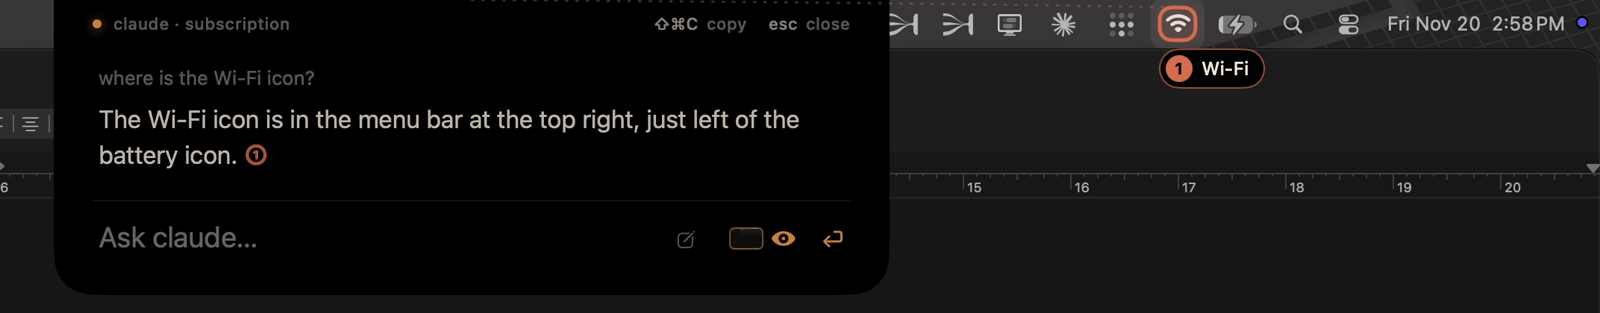 claude · subscription
⇧⌘C copy esc close
Fri Nov 20 2:58 PM
1 Wi-Fi
where is the Wi-Fi icon?
The Wi-Fi icon is in the menu bar at the top right, just left of the
battery icon. 1
6
15 16 17 18 19 20
Ask claude...